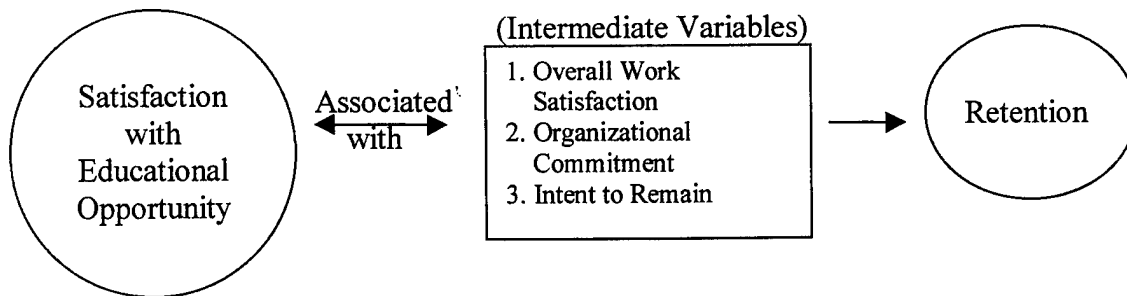 Satisfaction
with
Educational
Opportunity
Associated
with
(Intermediate Variables)
1. Overall Work
Satisfaction
2. Organizational
Commitment
3. Intent to Remain
Retention